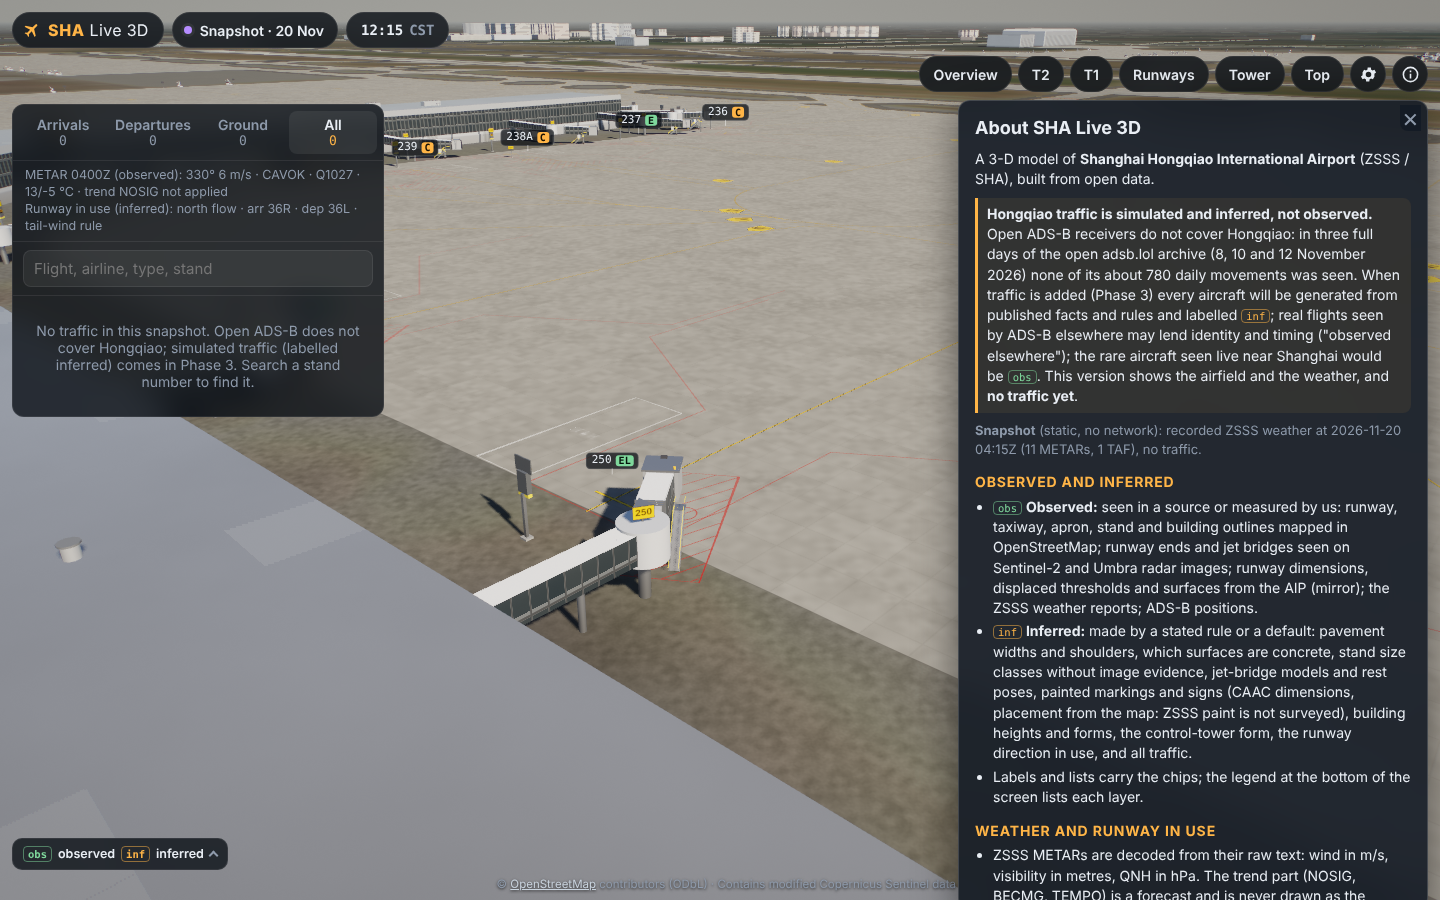 SHA Live 3D
Snapshot · 20 Nov
12:15 CST
Overview
T2
T1
Runways
Tower
Top
Arrivals
0
Departures
0
Ground
0
All
0
METAR 0400Z (observed): 330° 6 m/s · CAVOK · Q1027 ·
13/-5 °C · trend NOSIG not applied
Runway in use (inferred): north flow · arr 36R · dep 36L ·
tail-wind rule
Flight, airline, type, stand
No traffic in this snapshot. Open ADS-B does not
cover Hongqiao; simulated traffic (labelled
inferred) comes in Phase 3. Search a stand
number to find it.
239 C
238A C
237 E
236 C
250 EL
250
About SHA Live 3D
A 3-D model of Shanghai Hongqiao International Airport (ZSSS /
SHA), built from open data.
Hongqiao traffic is simulated and inferred, not observed.
Open ADS-B receivers do not cover Hongqiao: in three full
days of the open adsb.lol archive (8, 10 and 12 November
2026) none of its about 780 daily movements was seen. When
traffic is added (Phase 3) every aircraft will be generated from
published facts and rules and labelled inf; real flights seen
by ADS-B elsewhere may lend identity and timing ("observed
elsewhere"); the rare aircraft seen live near Shanghai would
be obs. This version shows the airfield and the weather, and
no traffic yet.
Snapshot (static, no network): recorded ZSSS weather at 2026-11-20
04:15Z (11 METARs, 1 TAF), no traffic.
OBSERVED AND INFERRED
• obs Observed: seen in a source or measured by us: runway,
taxiway, apron, stand and building outlines mapped in
OpenStreetMap; runway ends and jet bridges seen on
Sentinel-2 and Umbra radar images; runway dimensions,
displaced thresholds and surfaces from the AIP (mirror); the
ZSSS weather reports; ADS-B positions.
• inf Inferred: made by a stated rule or a default: pavement
widths and shoulders, which surfaces are concrete, stand size
classes without image evidence, jet-bridge models and rest
poses, painted markings and signs (CAAC dimensions,
placement from the map: ZSSS paint is not surveyed), building
heights and forms, the control-tower form, the runway
direction in use, and all traffic.
• Labels and lists carry the chips; the legend at the bottom of the
screen lists each layer.
WEATHER AND RUNWAY IN USE
• ZSSS METARs are decoded from their raw text: wind in m/s,
visibility in metres, QNH in hPa. The trend part (NOSIG,
BECMG, TEMPO) is a forecast and is never drawn as the
obs observed inf inferred
© OpenStreetMap contributors (ODbL) · Contains modified Copernicus Sentinel data